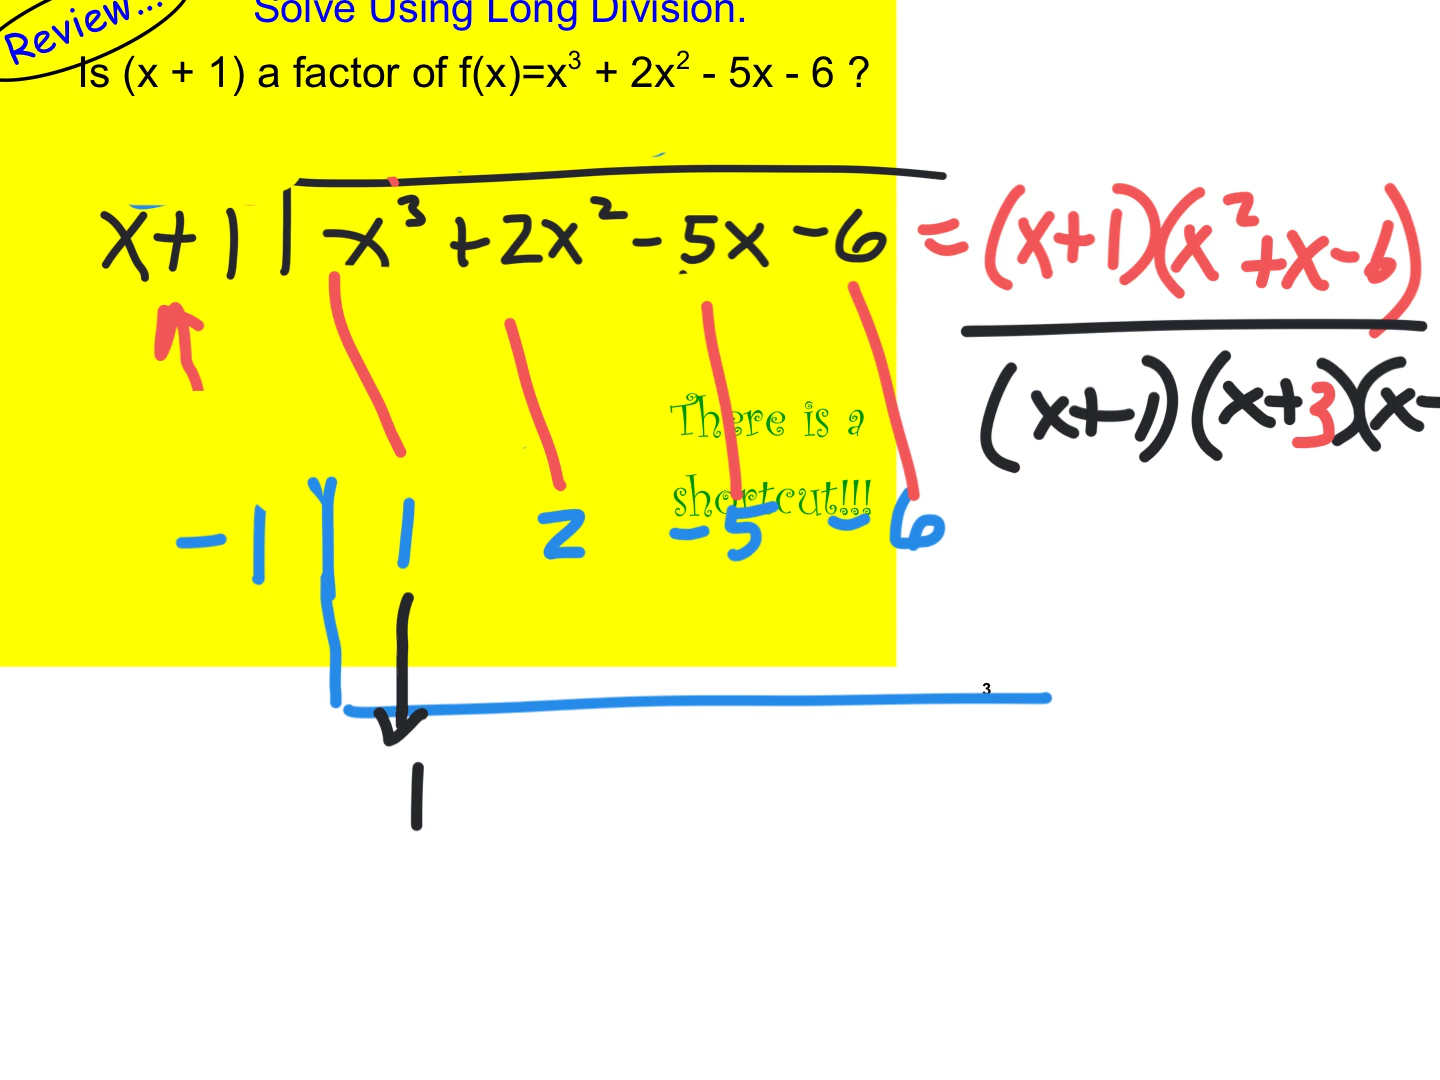 Review...
Solve Using Long Division.
Is (x + 1) a factor of f(x)=x³ + 2x² - 5x - 6 ?
x+1 | x³ +2x² -5x -6 = (x+1)(x²+x-6)
(x+1)(x+3)(x-
There is a
shortcut!!!
-1 | 1 2 -5 -6
3
1